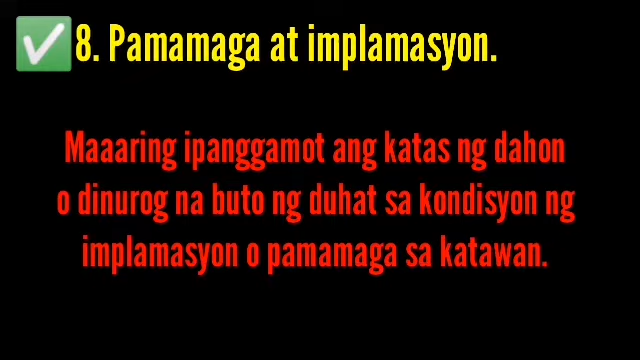 ✅8. Pamamaga at implamasyon.
Maaaring ipanggamot ang katas ng dahon
o dinurog na buto ng duhat sa kondisyon ng
implamasyon o pamamaga sa katawan.